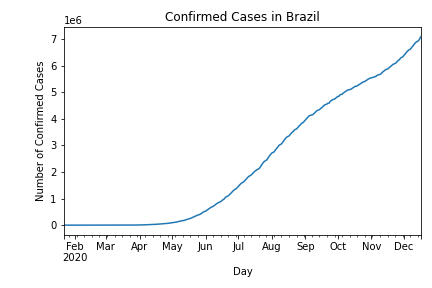 Confirmed Cases in Brazil
1e6
7
6
5
4
3
2
1
0
Number of Confirmed Cases
Feb Mar Apr May Jun Jul Aug Sep Oct Nov Dec
2020
Day